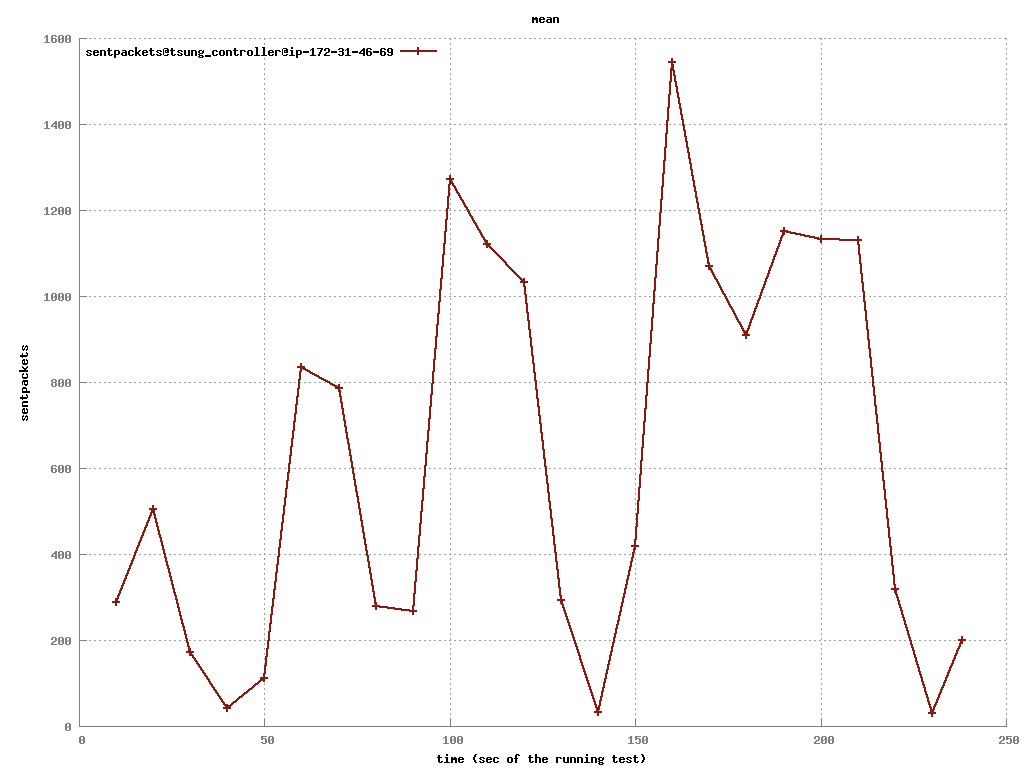 mean
1600
sentpackets@tsung_controller@ip-172-31-46-69
1400
1200
1000
800
600
400
200
0
sentpackets
0 50 100 150 200 250
time (sec of the running test)